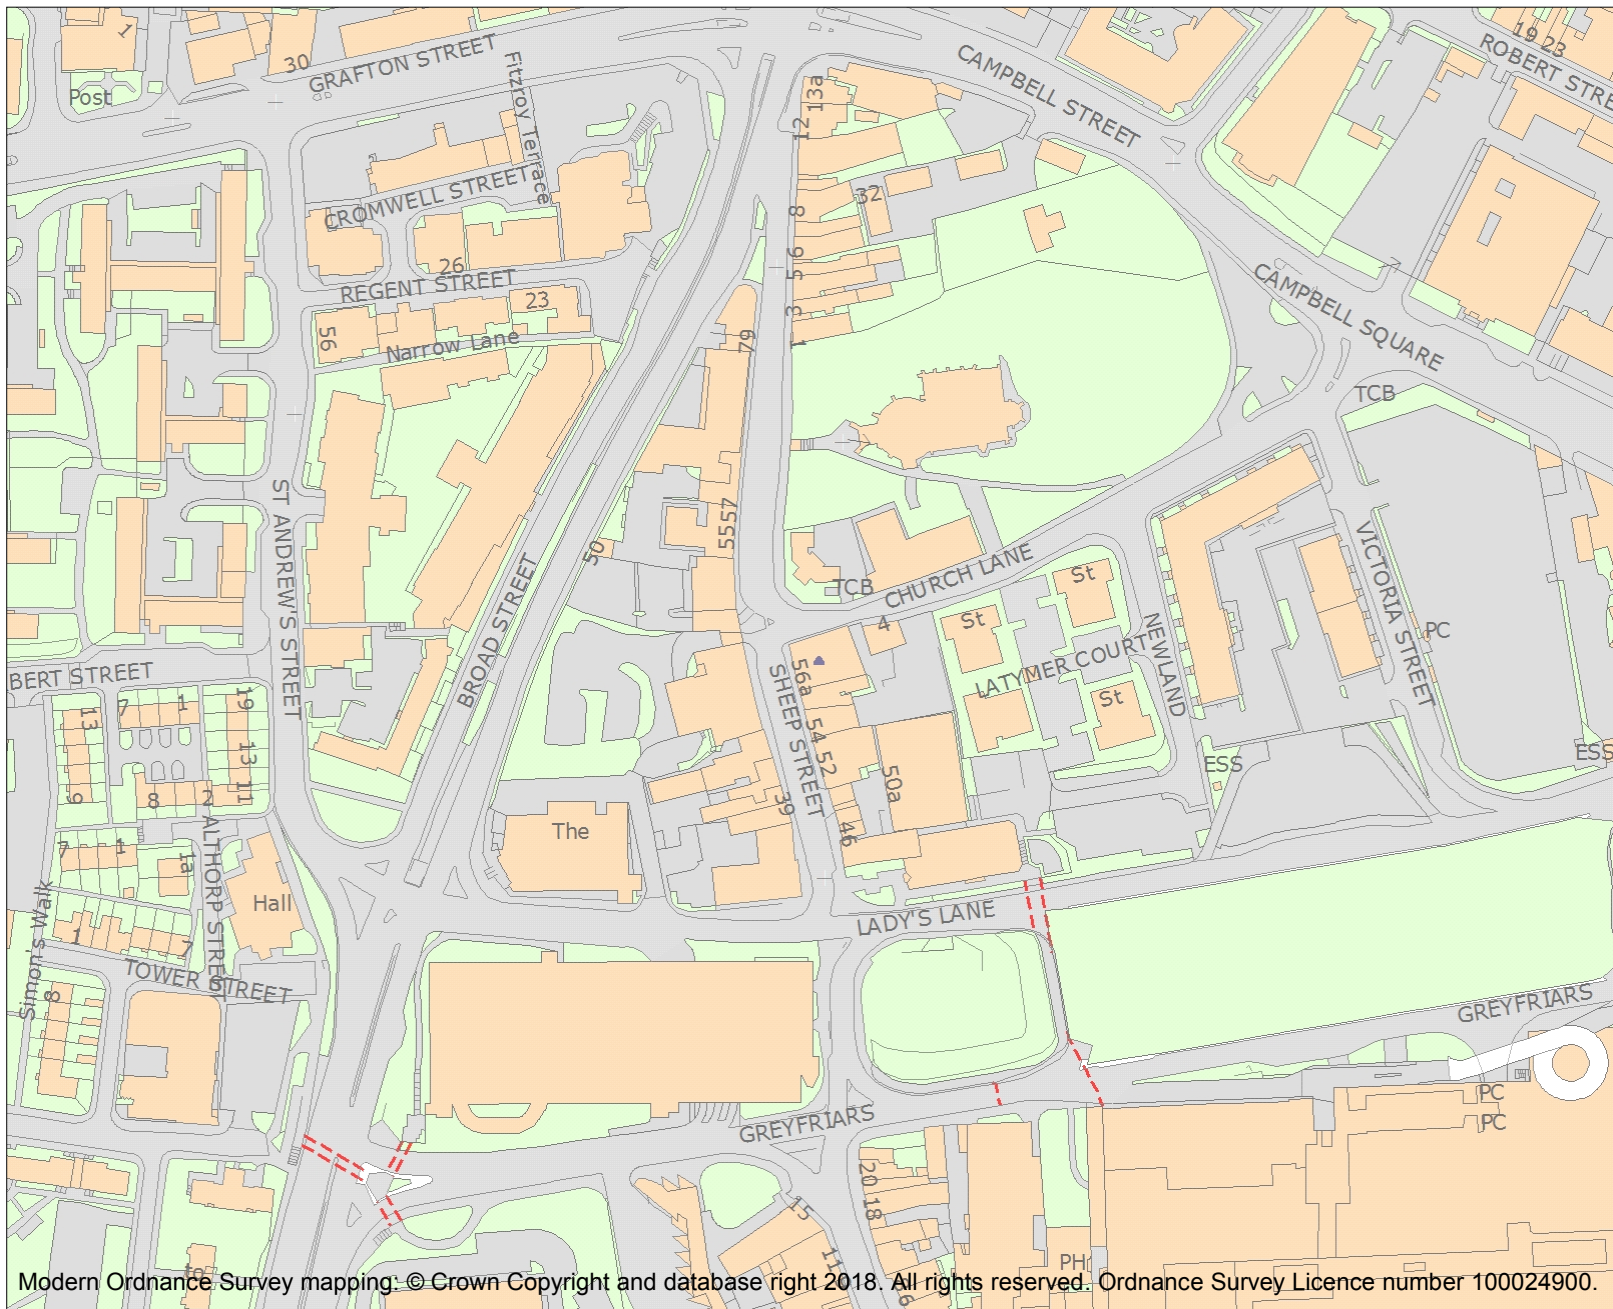 1
30
GRAFTON STREET
Post
Fitzroy Terrace
CAMPBELL STREET
19 23
ROBERT STRE
13a
12
CROMWELL STREET
32
8
26
REGENT STREET
6
5
23
3
1
7
CAMPBELL SQUARE
56
Narrow Lane
79
TCB
ST ANDREW'S STREET
5557
50
BROAD STREET
TCB
CHURCH LANE
St
St
4
VICTORIA STREET
PC
NEWLAND
LATYMER COURT
St
BERT STREET
13
7
1
19
56a
SHEEP STREET
54
52
50a
13
11
9
8
2
39
46
ESS
ESS
The
7
1
1a
ALTHORP STREET
Hall
Simon's Walk
1
7
LADY'S LANE
TOWER STREET
8
GREYFRIARS
GREYFRIARS
PC
PC
20
18
15
11
16
PH
to
Modern Ordnance Survey mapping: © Crown Copyright and database right 2018. All rights reserved. Ordnance Survey Licence number 100024900.